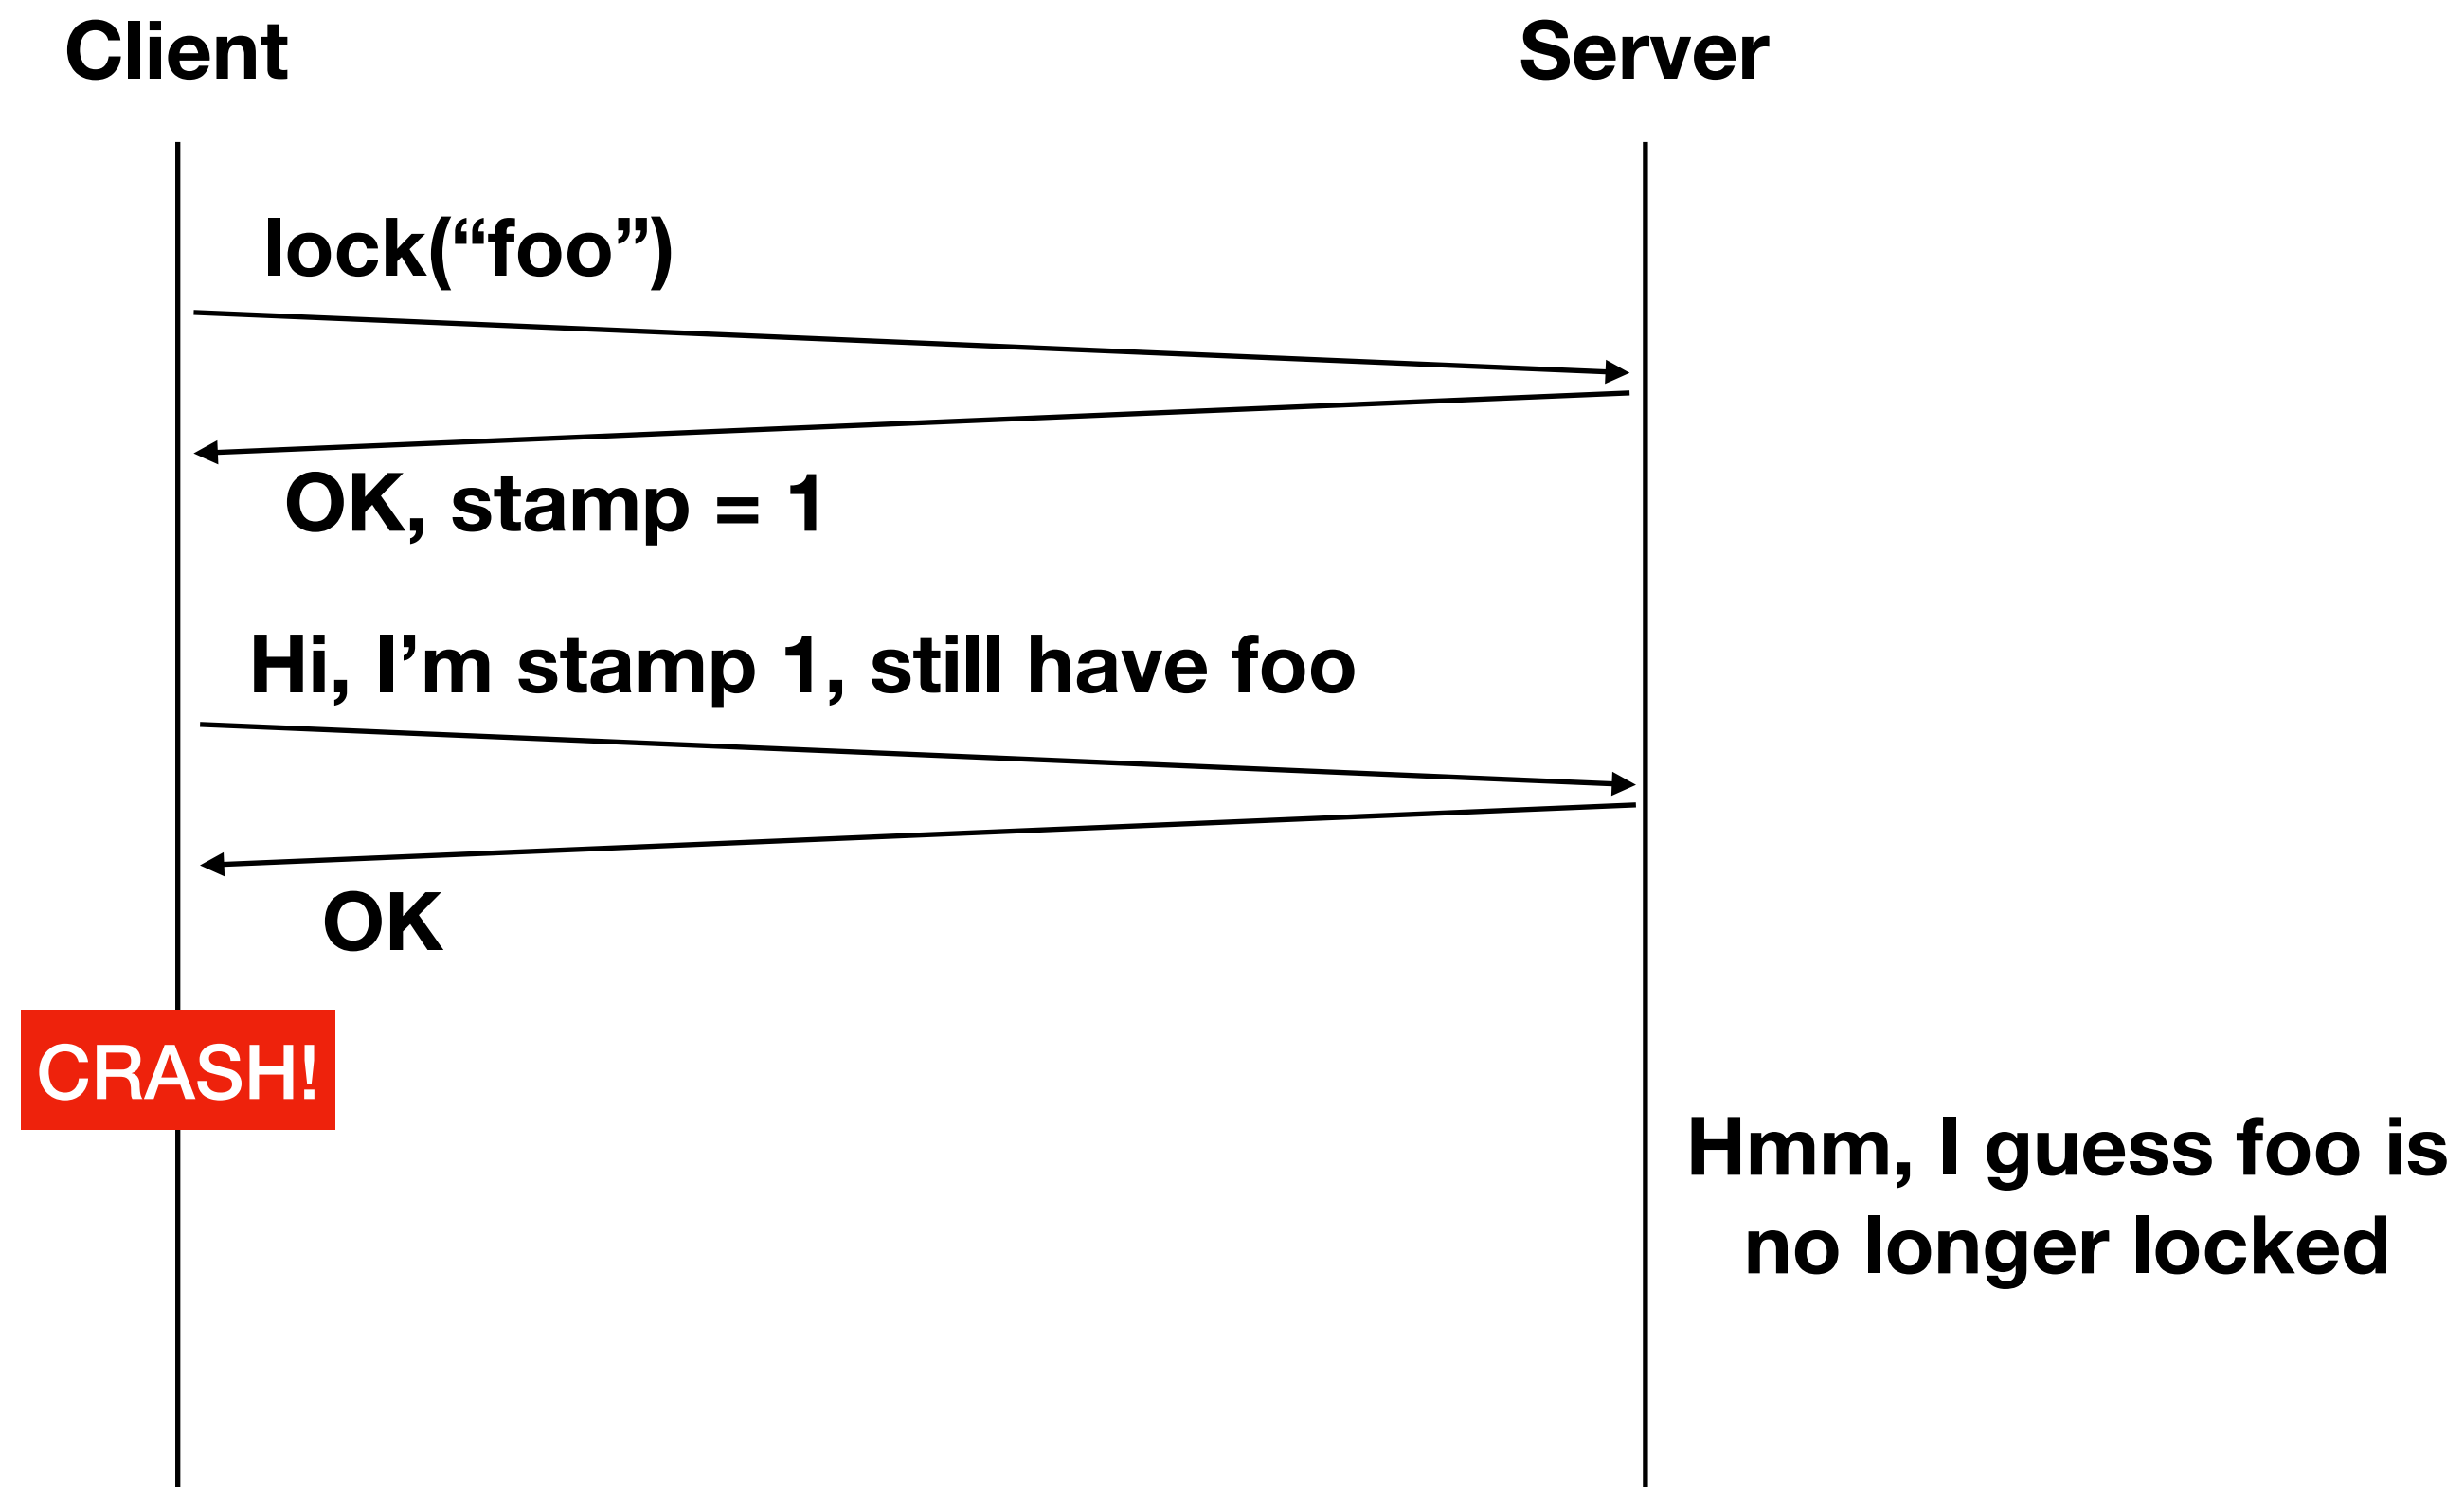 Client
Server
lock(“foo”)
OK, stamp = 1
Hi, I’m stamp 1, still have foo
OK
CRASH!
Hmm, I guess foo is
no longer locked